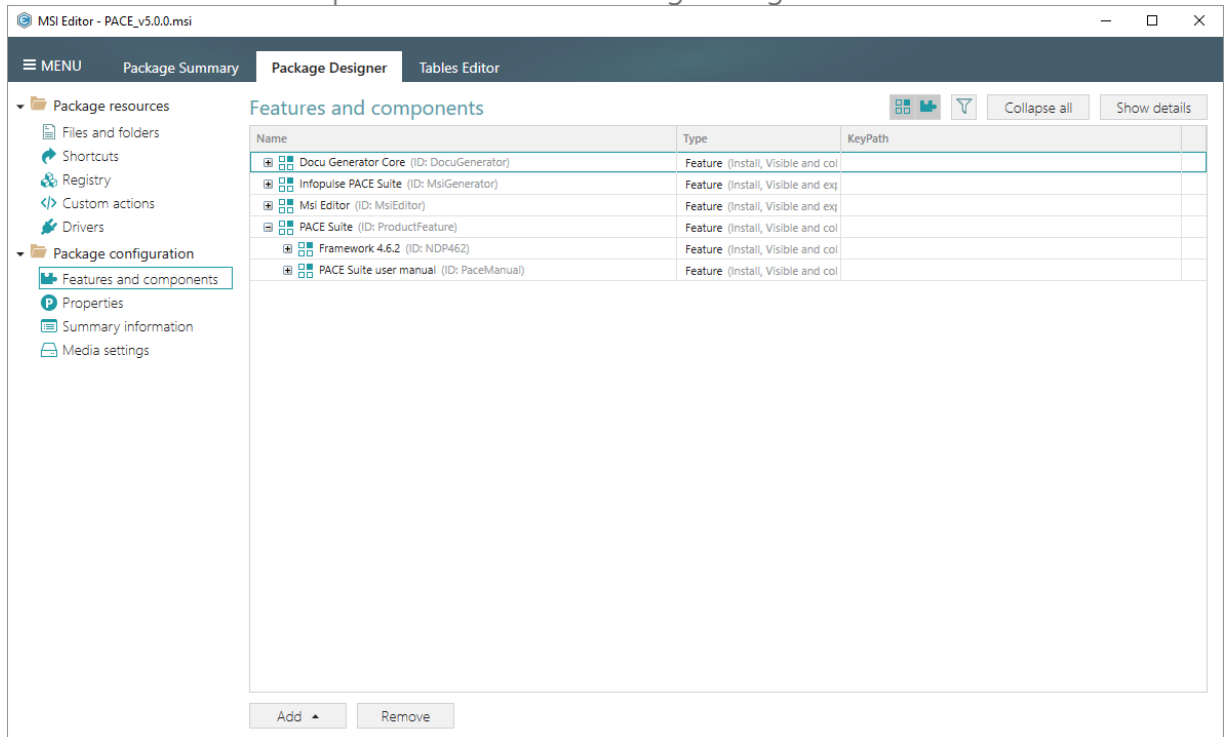 MSI Editor - PACE_v5.0.0.msi
MENU Package Summary Package Designer Tables Editor
Package resources
Files and folders
Shortcuts
Registry
Custom actions
Drivers
Package configuration
Features and components
Properties
Summary information
Media settings
Features and components Collapse all Show details
Name Type KeyPath
Docu Generator Core (ID: DocuGenerator) Feature (Install, Visible and col
Infopulse PACE Suite (ID: MsiGenerator) Feature (Install, Visible and exp
Msi Editor (ID: MsiEditor) Feature (Install, Visible and exp
PACE Suite (ID: ProductFeature) Feature (Install, Visible and col
Framework 4.6.2 (ID: NDP462) Feature (Install, Visible and col
PACE Suite user manual (ID: PaceManual) Feature (Install, Visible and col
Add Remove